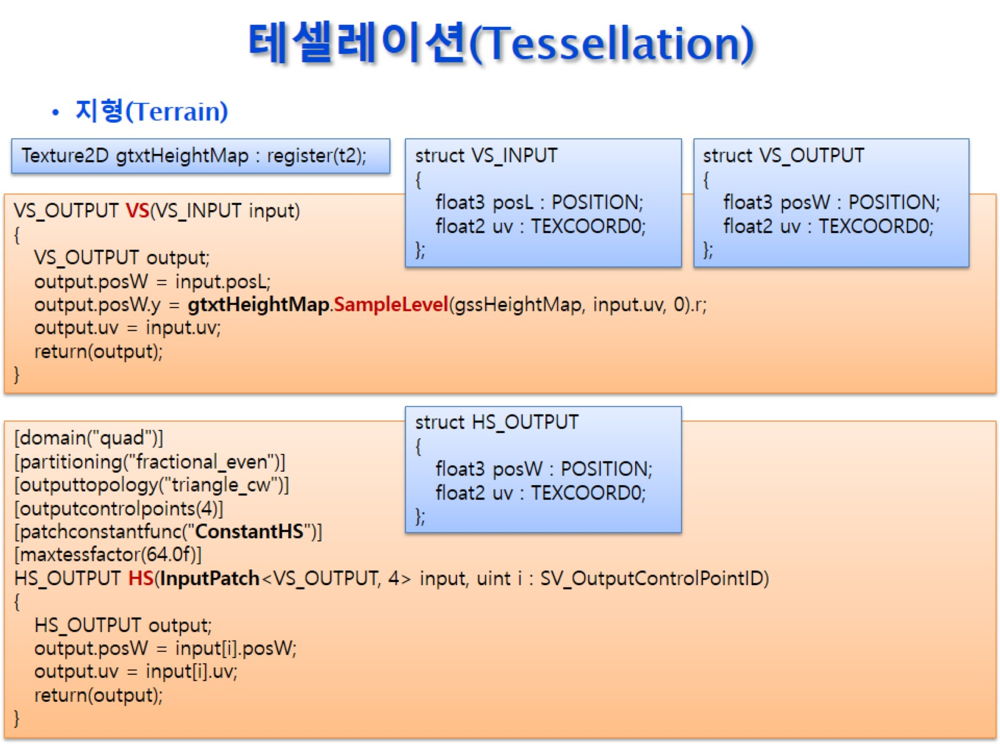 테셀레이션(Tessellation)
• 지형(Terrain)
Texture2D gtxtHeightMap : register(t2);
struct VS_INPUT
{
float3 posL : POSITION;
float2 uv : TEXCOORD0;
};
struct VS_OUTPUT
{
float3 posW : POSITION;
float2 uv : TEXCOORD0;
};
VS_OUTPUT VS(VS_INPUT input)
{
VS_OUTPUT output;
output.posW = input.posL;
output.posW.y = gtxtHeightMap.SampleLevel(gssHeightMap, input.uv, 0).r;
output.uv = input.uv;
return(output);
}
struct HS_OUTPUT
{
float3 posW : POSITION;
float2 uv : TEXCOORD0;
};
[domain("quad")]
[partitioning("fractional_even")]
[outputtopology("triangle_cw")]
[outputcontrolpoints(4)]
[patchconstantfunc("ConstantHS")]
[maxtessfactor(64.0f)]
HS_OUTPUT HS(InputPatch<VS_OUTPUT, 4> input, uint i : SV_OutputControlPointID)
{
HS_OUTPUT output;
output.posW = input[i].posW;
output.uv = input[i].uv;
return(output);
}